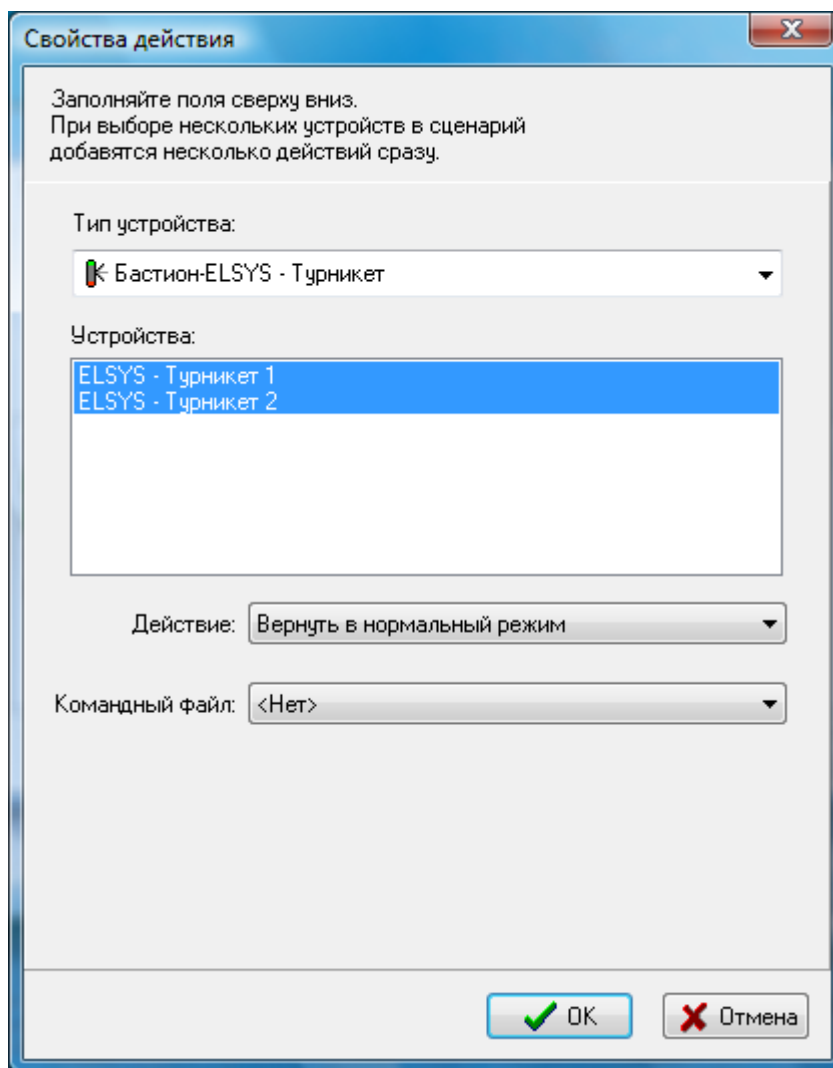 Свойства действия
Заполняйте поля сверху вниз.
При выборе нескольких устройств в сценарий
добавятся несколько действий сразу.
Тип устройства:
Бастион-ELSYS - Турникет
Устройства:
ELSYS - Турникет 1
ELSYS - Турникет 2
Действие: Вернуть в нормальный режим
Командный файл: <Нет>
OK Отмена